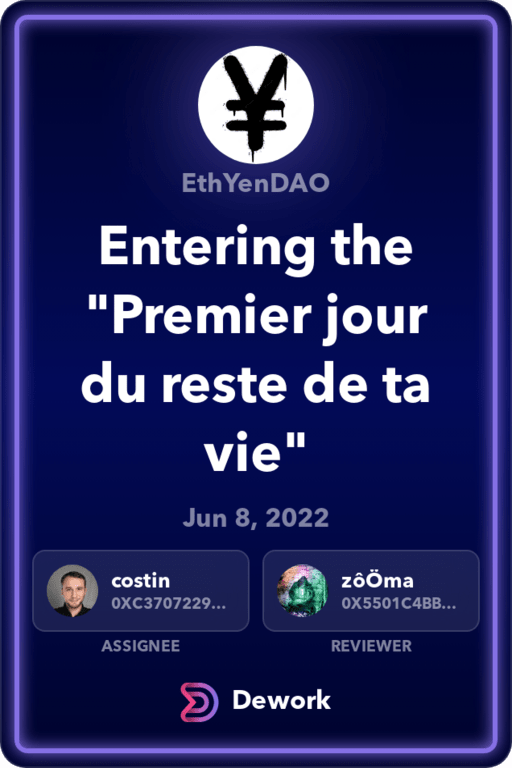 ¥
EthYenDAO
Entering the
"Premier jour
du reste de ta
vie"
Jun 8, 2022
costin
0XC3707229...
zôÖma
0X5501C4BB...
ASSIGNEE
REVIEWER
Dework